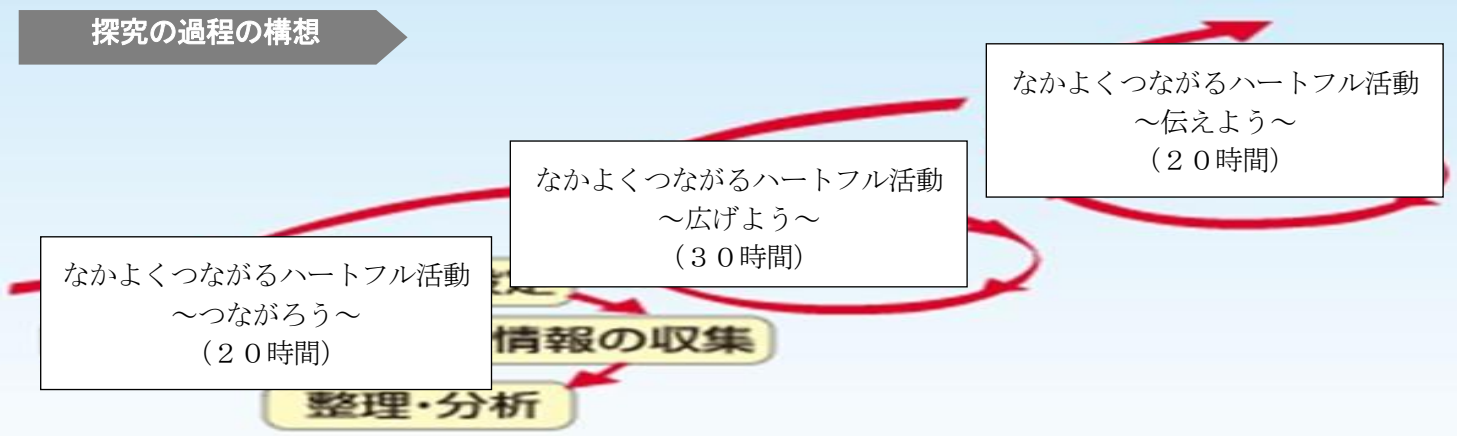 探究の過程の構想
なかよくつながるハートフル活動
~つながろう~
(20時間)
なかよくつながるハートフル活動
~広げよう~
(30時間)
なかよくつながるハートフル活動
~伝えよう~
(20時間)
情報の収集
整理・分析